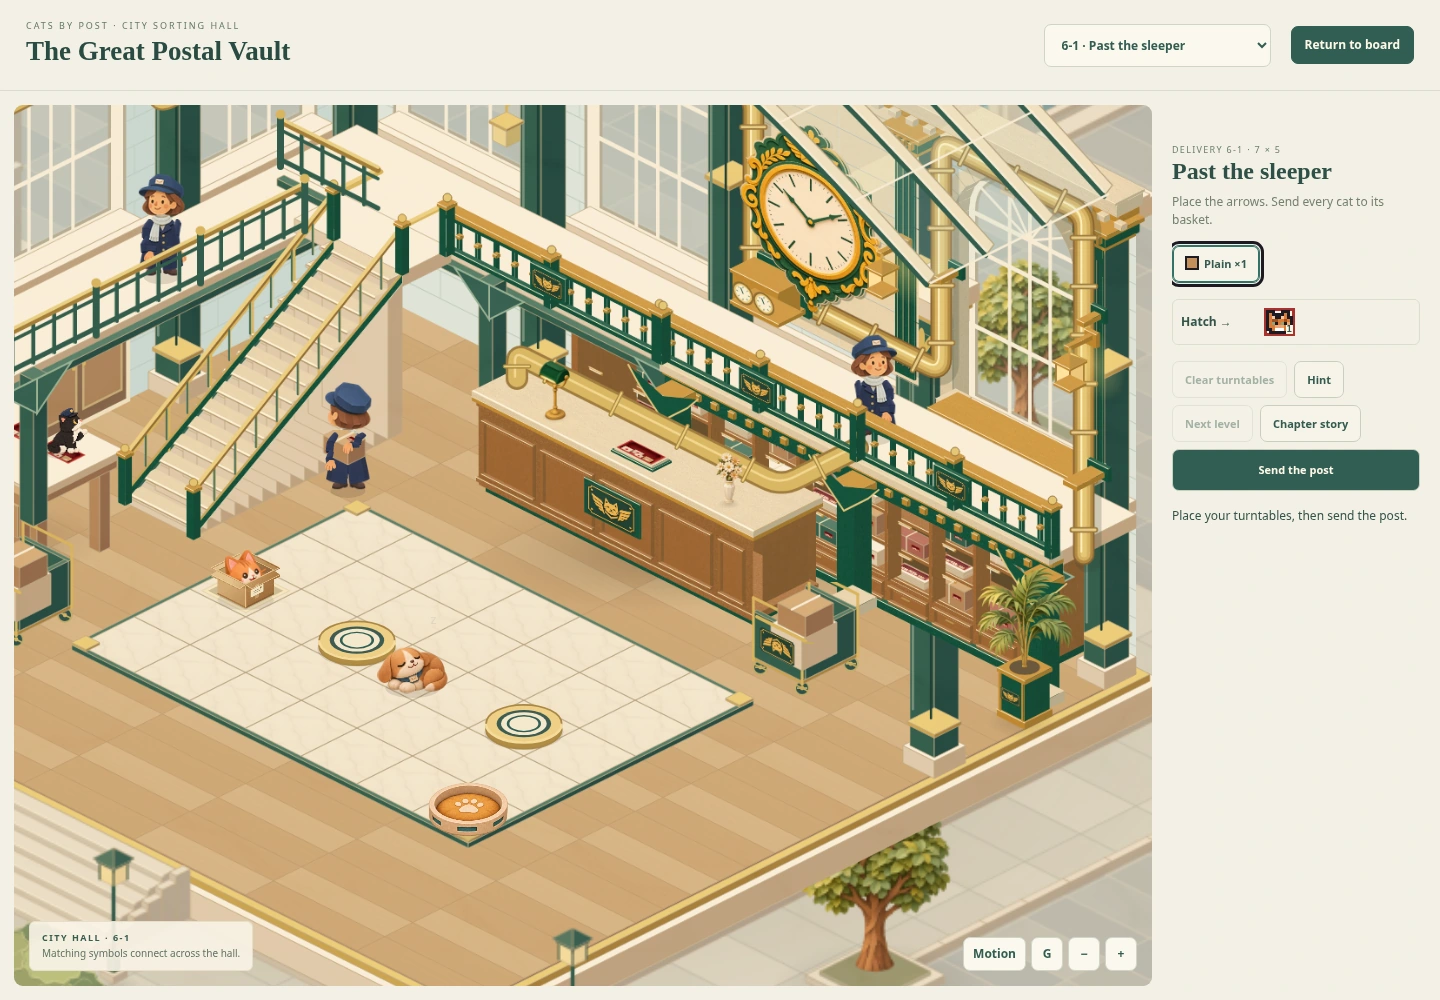 CATS BY POST · CITY SORTING HALL
The Great Postal Vault
6-1 · Past the sleeper
Return to board
DELIVERY 6-1 · 7 × 5
Past the sleeper
Place the arrows. Send every cat to its
basket.
Plain ×1
Hatch →
1
Clear turntables
Hint
Next level
Chapter story
Send the post
Place your turntables, then send the post.
z
CITY HALL · 6-1
Matching symbols connect across the hall.
Motion
G
−
+